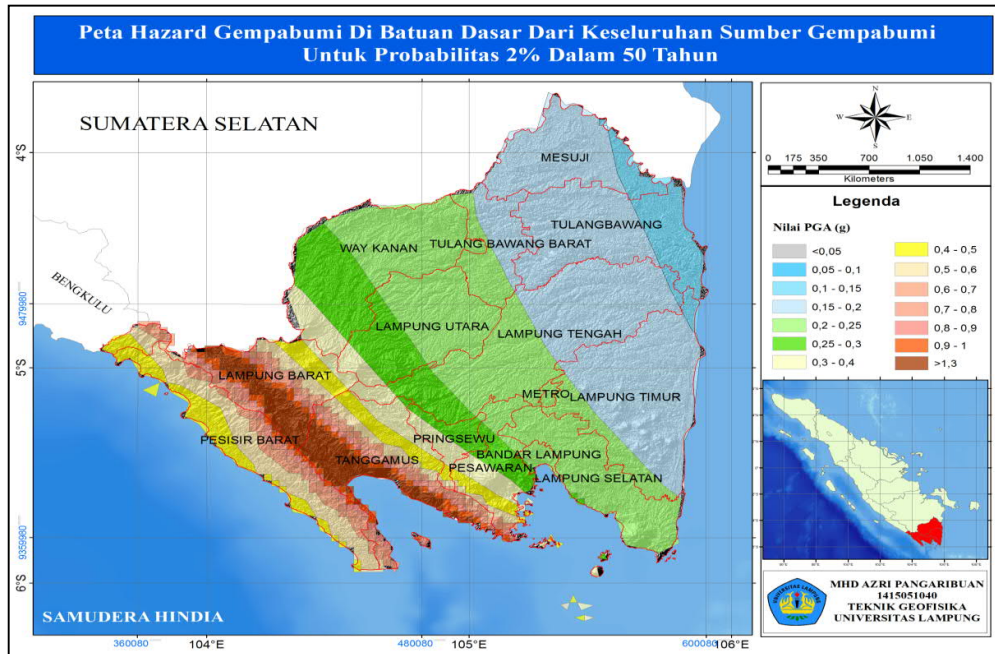 Peta Hazard Gempabumi Di Batuan Dasar Dari Keseluruhan Sumber Gempabumi
Untuk Probabilitas 2% Dalam 50 Tahun
SUMATERA SELATAN
BENGKULU
MESUJI
TULANGBAWANG
WAY KANAN
TULANG BAWANG BARAT
LAMPUNG UTARA
LAMPUNG TENGAH
LAMPUNG BARAT
METRO
LAMPUNG TIMUR
PESISIR BARAT
PRINGSEWU
BANDAR LAMPUNG
TANGGAMUS
PESAWARAN
LAMPUNG SELATAN
SAMUDERA HINDIA
4°S
9479980
5°S
9359980
6°S
360080
104°E
480080
105°E
600080
106°E
N
W
E
S
0 175 350 700 1.050 1.400
Kilometers
Legenda
Nilai PGA (g)
<0,05
0,05 - 0,1
0,1 - 0,15
0,15 - 0,2
0,2 - 0,25
0,25 - 0,3
0,3 - 0,4
0,4 - 0,5
0,5 - 0,6
0,6 - 0,7
0,7 - 0,8
0,8 - 0,9
0,9 - 1
>1,3
UNIVERSITAS LAMPUNG
MHD AZRI PANGARIBUAN
1415051040
TEKNIK GEOFISIKA
UNIVERSITAS LAMPUNG